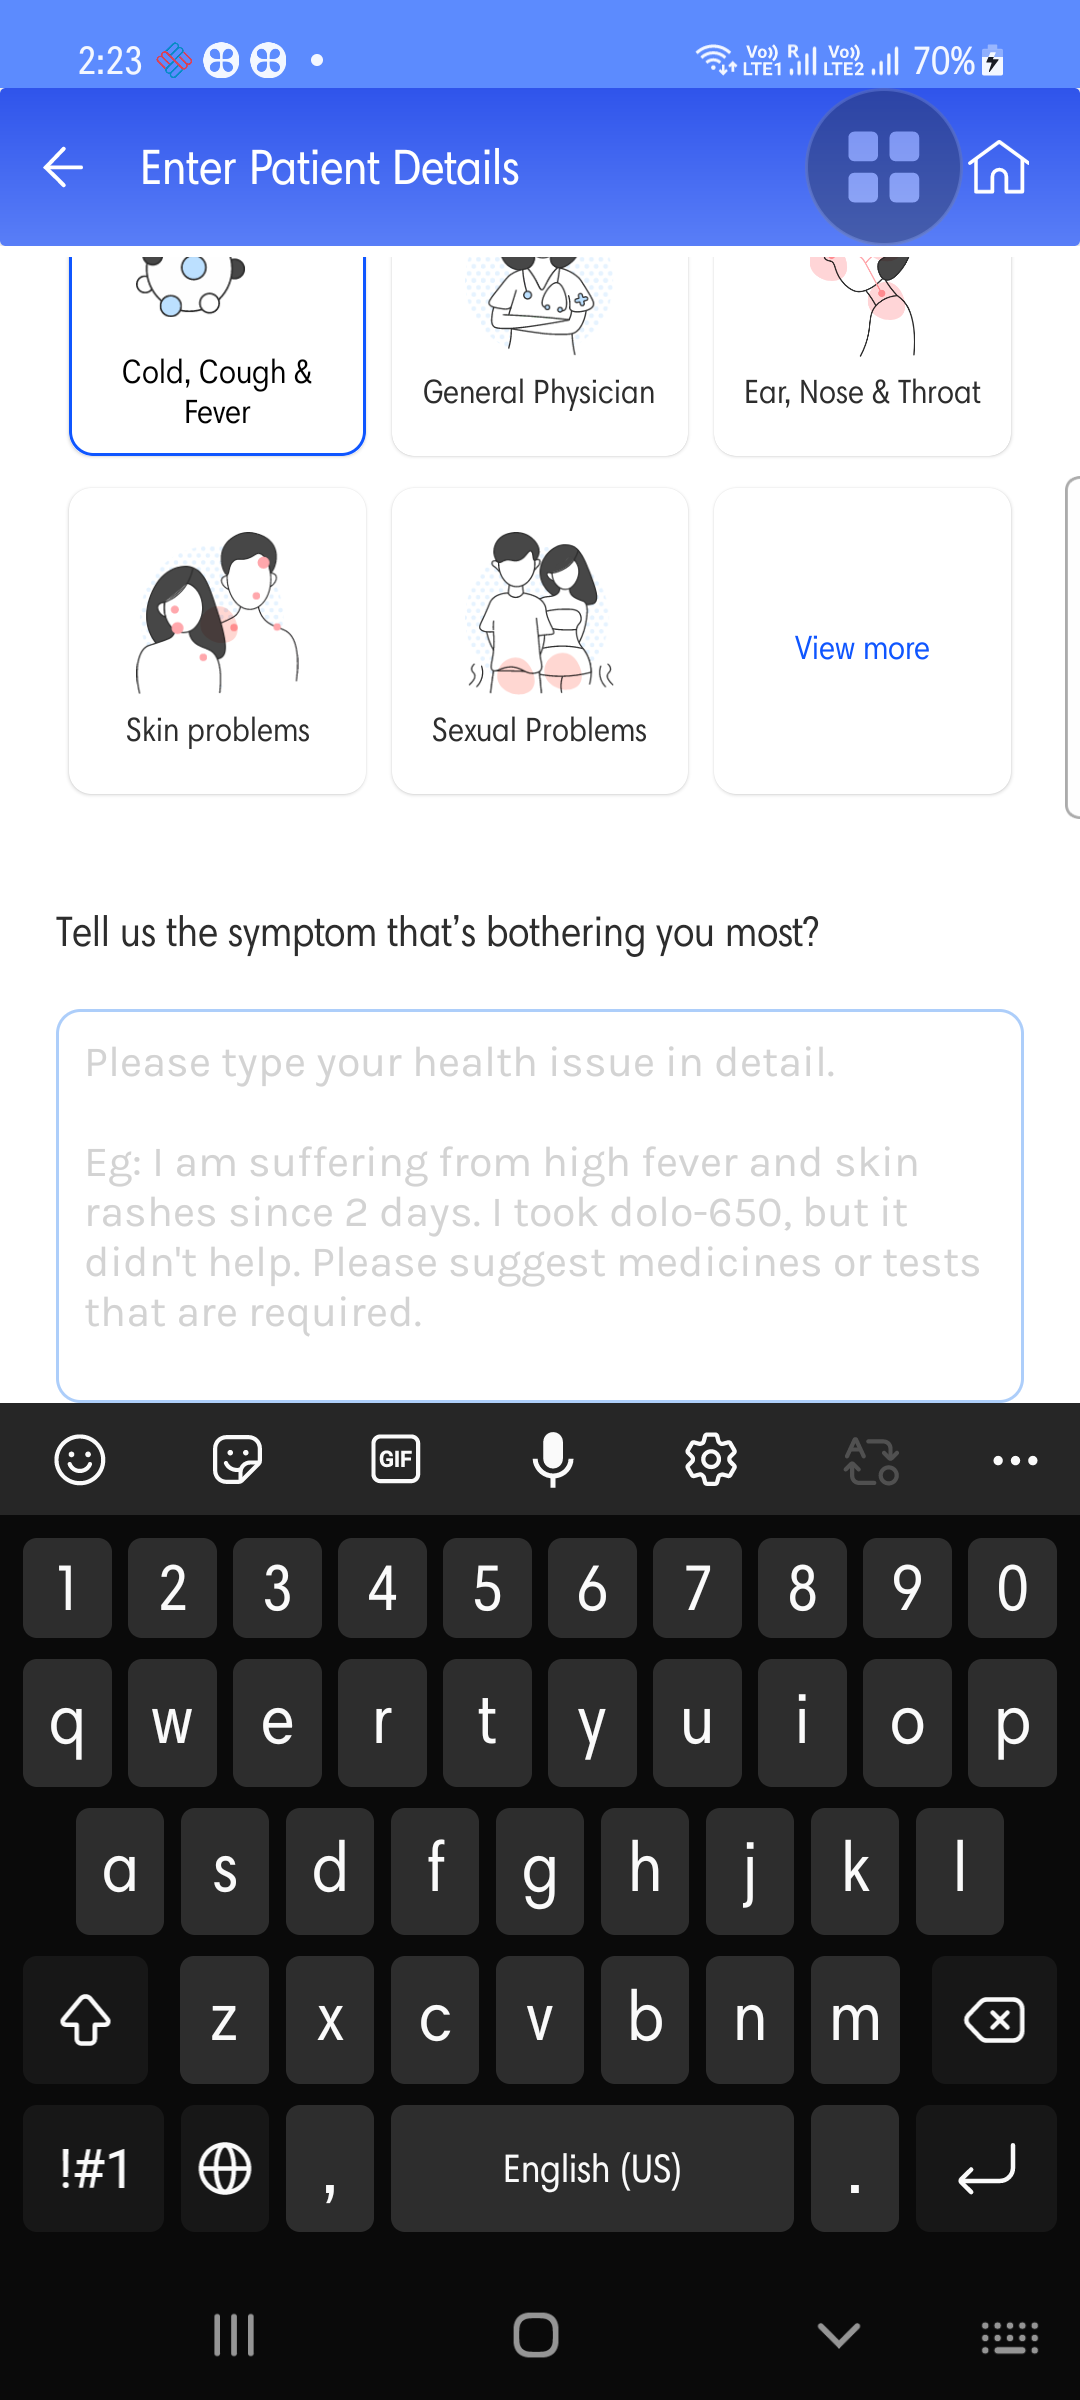 2:23
Vo)) R Vo))
LTE1 LTE2 70%
Enter Patient Details
Cold, Cough &
Fever
General Physician
Ear, Nose & Throat
Skin problems
Sexual Problems
View more
Tell us the symptom that’s bothering you most?
Please type your health issue in detail.
Eg: I am suffering from high fever and skin
rashes since 2 days. I took dolo-650, but it
didn't help. Please suggest medicines or tests
that are required.
GIF
1 2 3 4 5 6 7 8 9 0
q w e r t y u i o p
a s d f g h j k l
z x c v b n m
!#1 , English (US) .